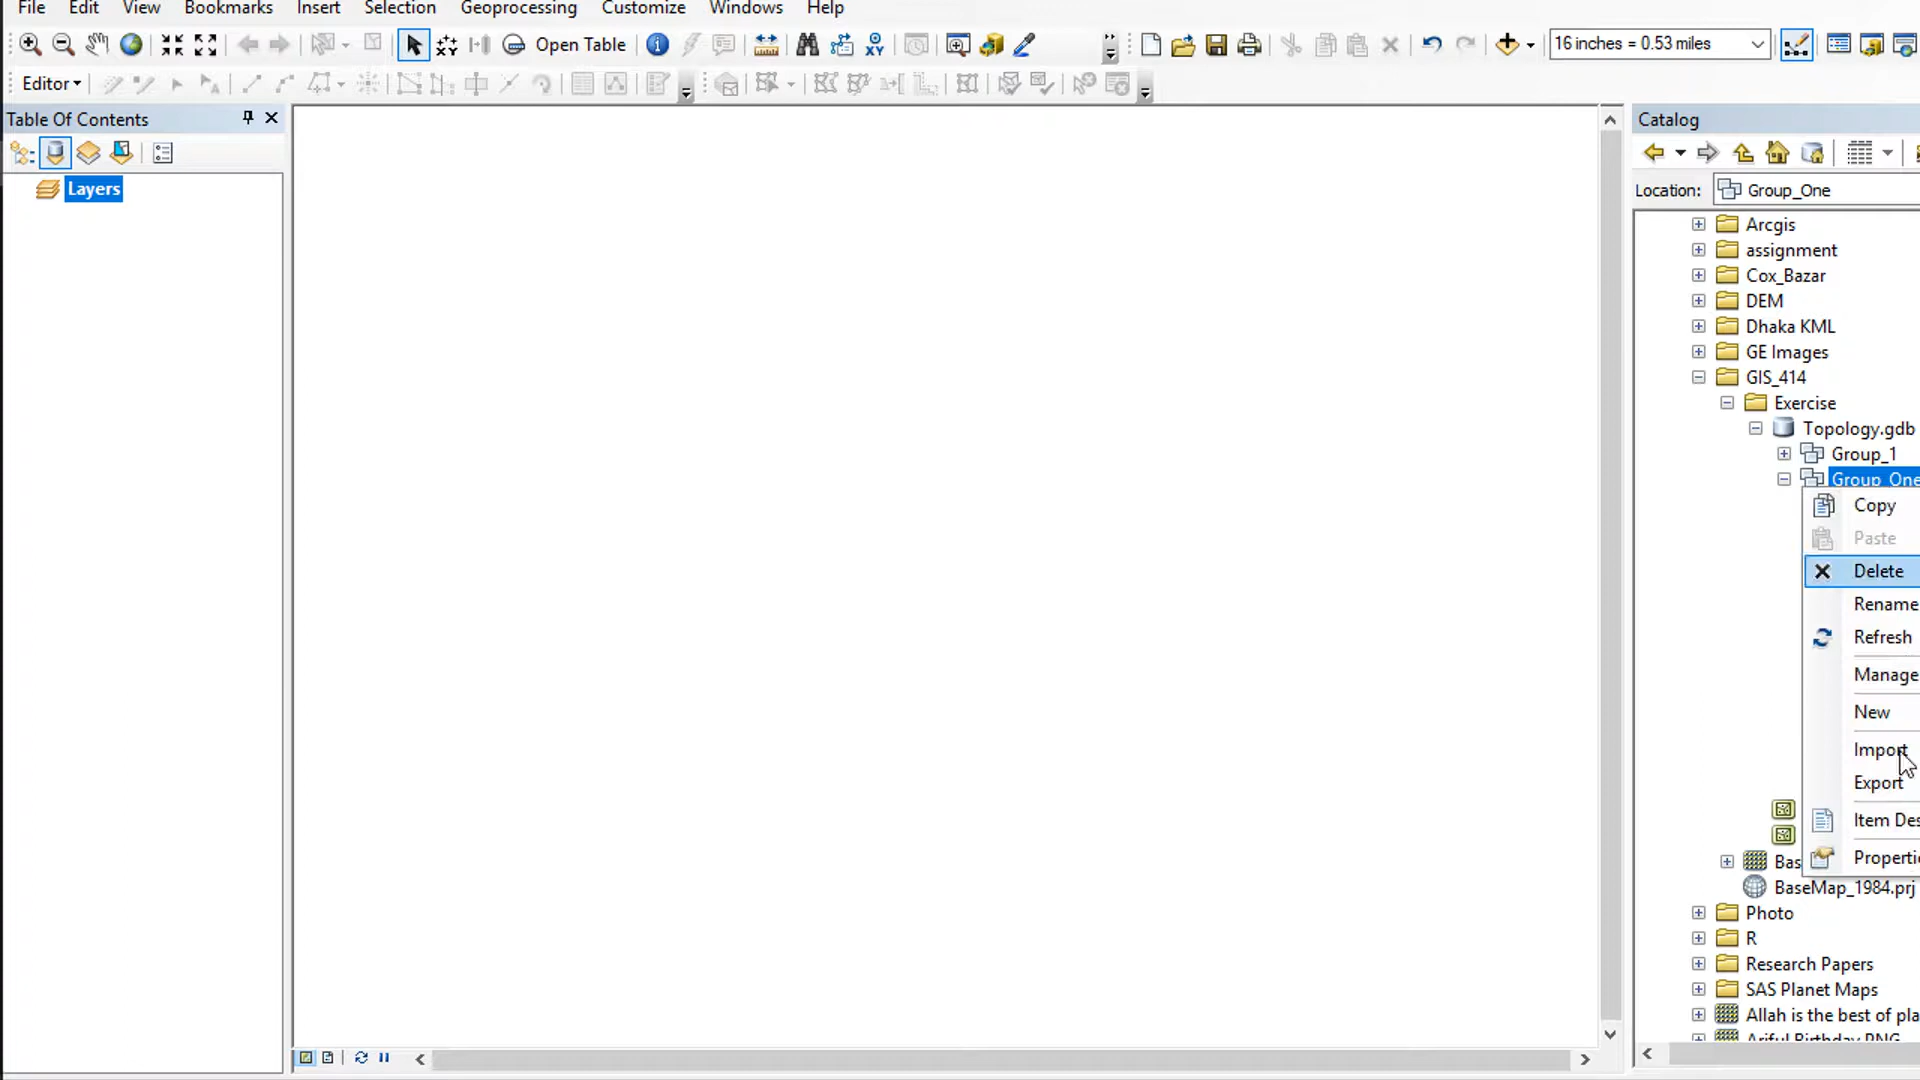 File Edit View Bookmarks Insert Selection Geoprocessing Customize Windows Help
Open Table
16 inches = 0.53 miles
Editor
Table Of Contents
Layers
Catalog
Location: Group_One
Arcgis
assignment
Cox_Bazar
DEM
Dhaka KML
GE Images
GIS_414
Exercise
Topology.gdb
Group_1
Group_One
Copy
Paste
Delete
Rename
Refresh
Manage
New
Import
Export
Item Des
Properti
Bas
BaseMap_1984.prj
Photo
R
Research Papers
SAS Planet Maps
Allah is the best of pla
Ariful Birthday PNG